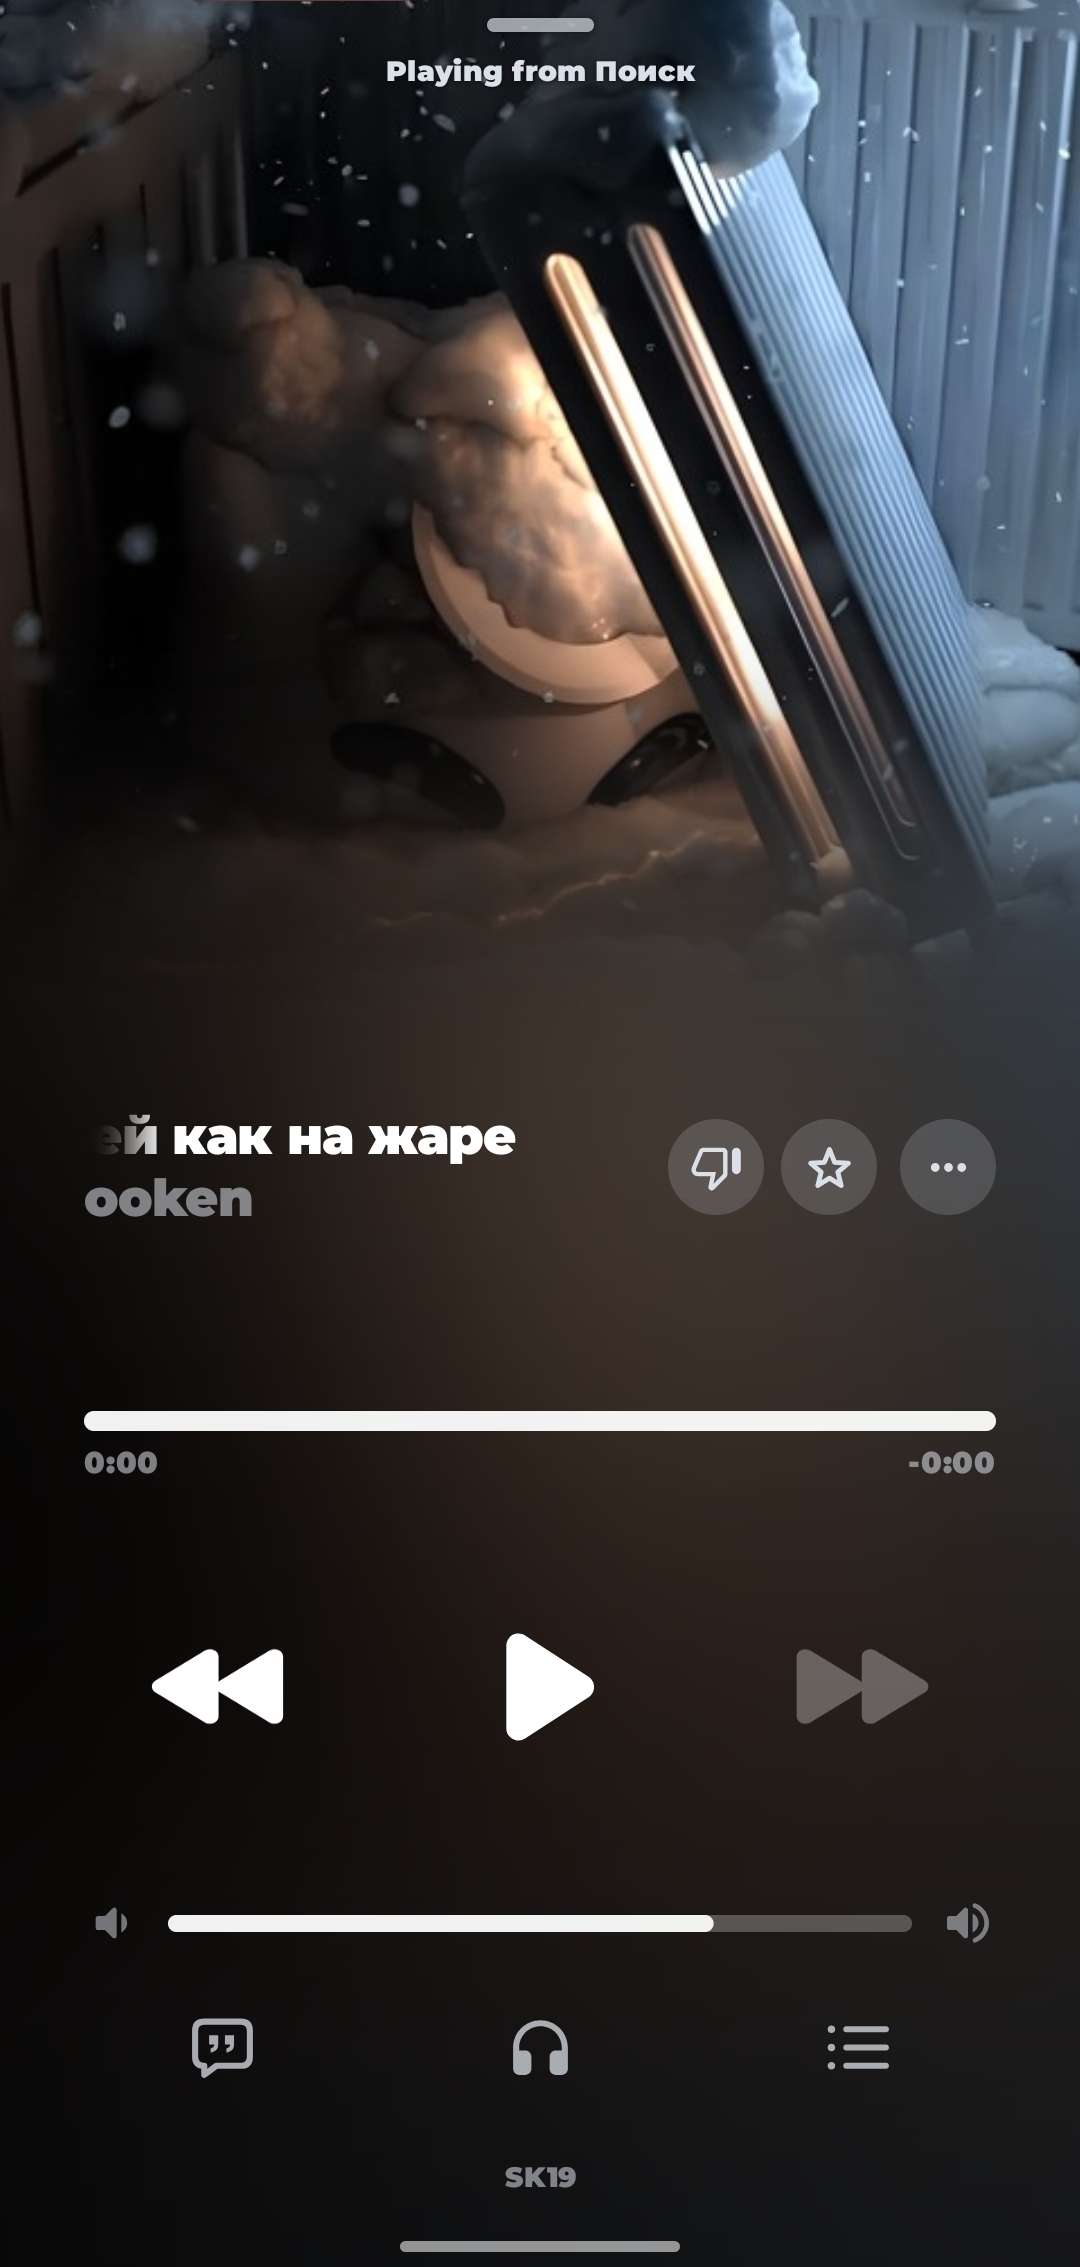 Playing from Поиск
ей как на жаре
ooken
0:00
-0:00
SK19